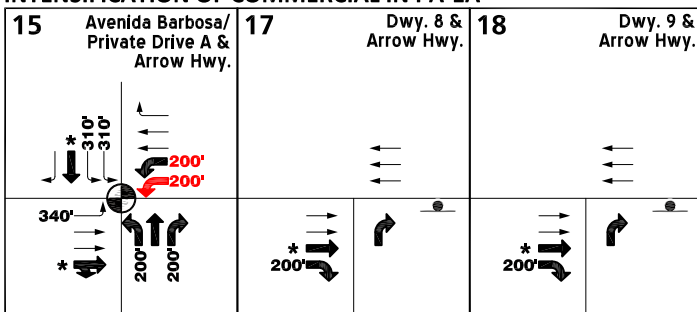 INTENSIFICATION OF COMMERCIAL IN PA-2A
15
Avenida Barbosa/
Private Drive A &
Arrow Hwy.
*
310'
310'
200'
200'
340'
*
200'
200'
17
Dwy. 8 &
Arrow Hwy.
*
200'
18
Dwy. 9 &
Arrow Hwy.
*
200'